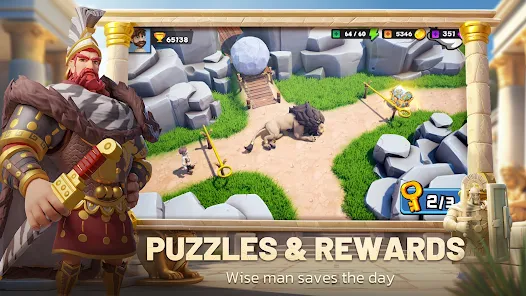 65138
64 / 60
5346
351
2/3
PUZZLES & REWARDS
Wise man saves the day